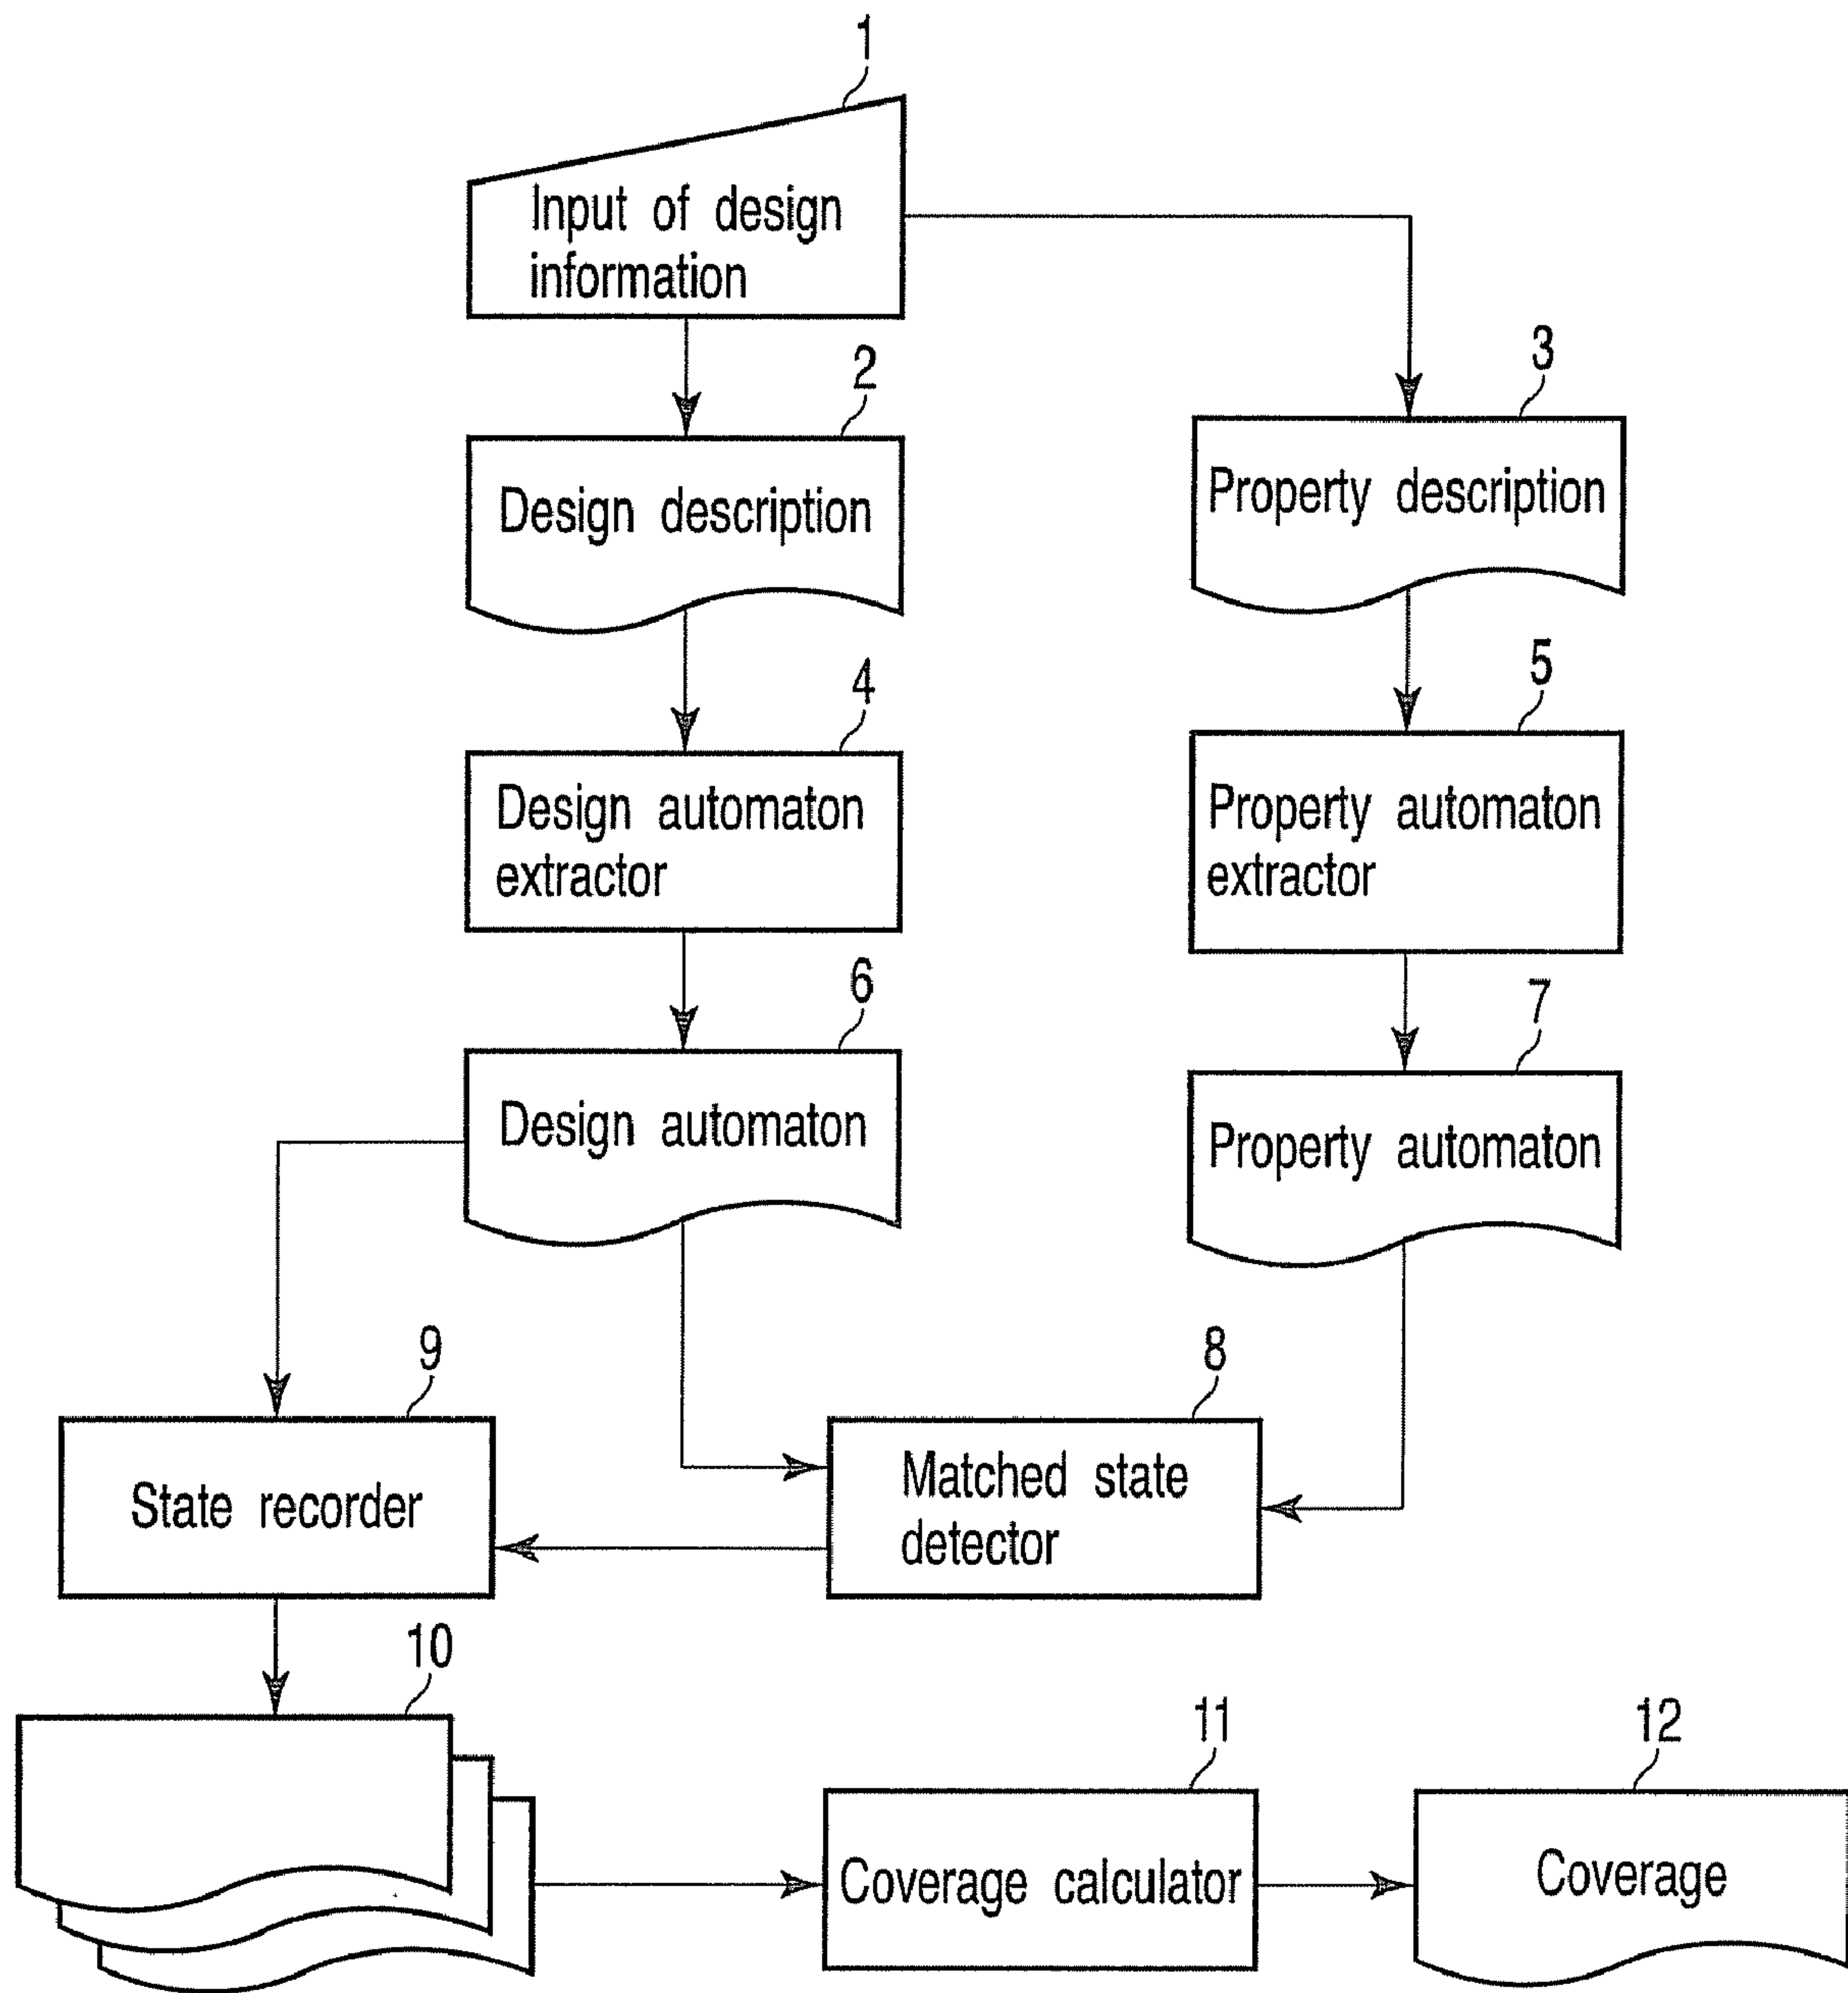 1
Input of design
information
2
3
Design description
Property description
4
5
Design automaton
extractor
Property automaton
extractor
6
7
Design automaton
Property automaton
9
8
State recorder
Matched state
detector
10
11
12
Coverage calculator
Coverage